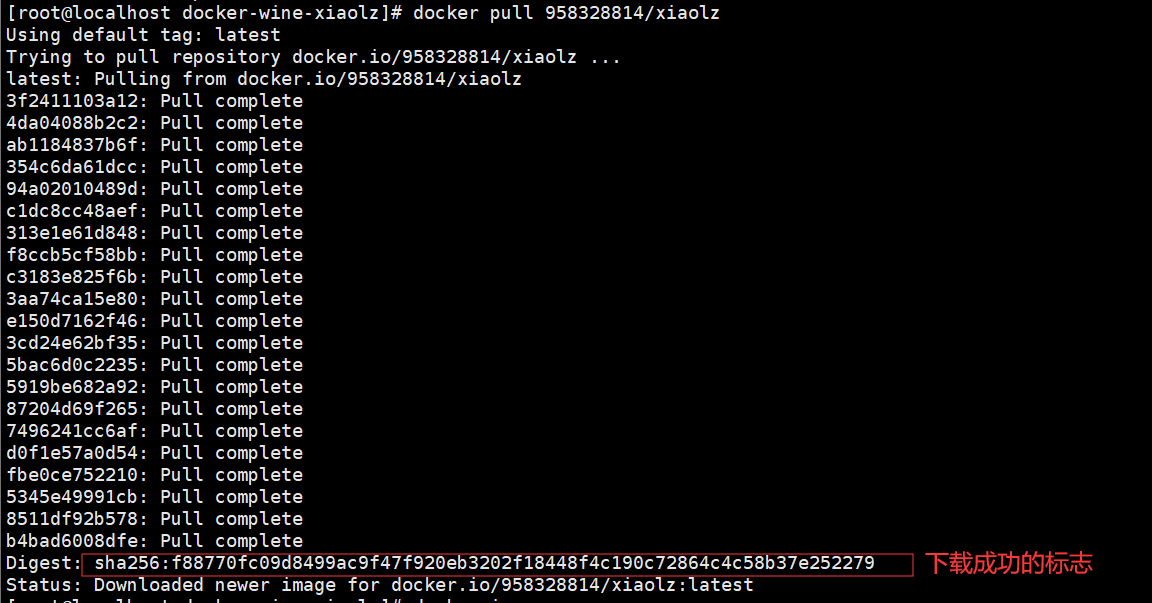 [root@localhost docker-wine-xiaolz]# docker pull 958328814/xiaolz
Using default tag: latest
Trying to pull repository docker.io/958328814/xiaolz ...
latest: Pulling from docker.io/958328814/xiaolz
3f2411103a12: Pull complete
4da04088b2c2: Pull complete
ab1184837b6f: Pull complete
354c6da61dcc: Pull complete
94a02010489d: Pull complete
c1dc8cc48aef: Pull complete
313e1e61d848: Pull complete
f8ccb5cf58bb: Pull complete
c3183e825f6b: Pull complete
3aa74ca15e80: Pull complete
e150d7162f46: Pull complete
3cd24e62bf35: Pull complete
5bac6d0c2235: Pull complete
5919be682a92: Pull complete
87204d69f265: Pull complete
7496241cc6af: Pull complete
d0f1e57a0d54: Pull complete
fbe0ce752210: Pull complete
5345e49991cb: Pull complete
8511df92b578: Pull complete
b4bad6008dfe: Pull complete
Digest: sha256:f88770fc09d8499ac9f47f920eb3202f18448f4c190c72864c4c58b37e252279 下载成功的标志
Status: Downloaded newer image for docker.io/958328814/xiaolz:latest